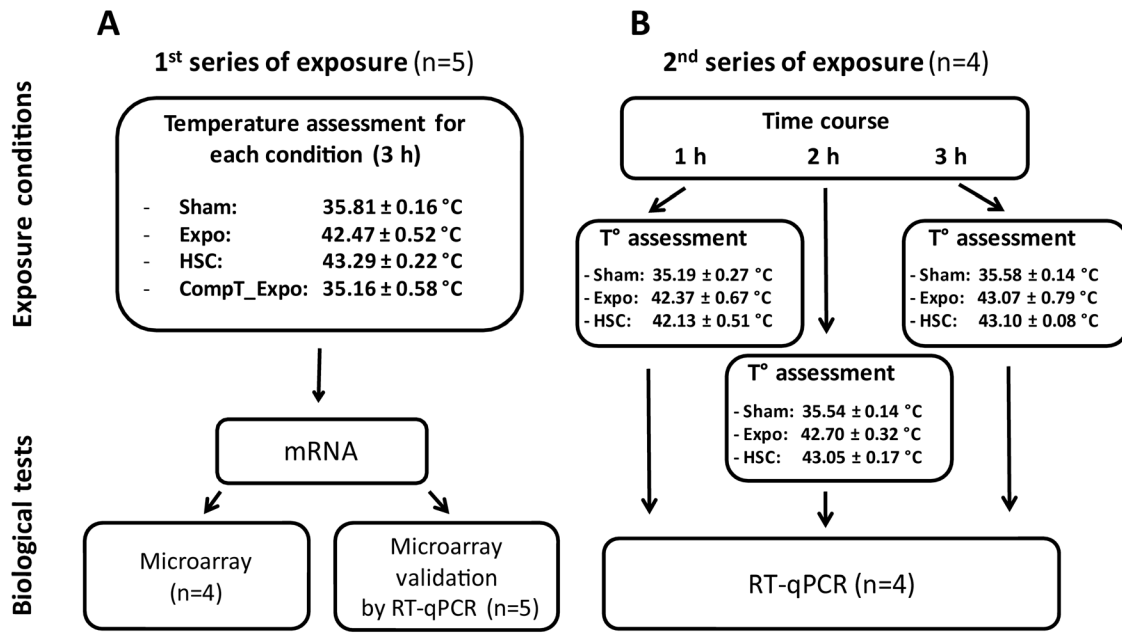 A
1st series of exposure (n=5)
Exposure conditions
Temperature assessment for
each condition (3 h)
- Sham: 35.81 ± 0.16 °C
- Expo: 42.47 ± 0.52 °C
- HSC: 43.29 ± 0.22 °C
- CompT_Expo: 35.16 ± 0.58 °C
Biological tests
mRNA
Microarray
(n=4)
Microarray
validation
by RT-qPCR (n=5)
B
2nd series of exposure (n=4)
Time course
1 h 2 h 3 h
T° assessment
- Sham: 35.19 ± 0.27 °C
- Expo: 42.37 ± 0.67 °C
- HSC: 42.13 ± 0.51 °C
T° assessment
- Sham: 35.54 ± 0.14 °C
- Expo: 42.70 ± 0.32 °C
- HSC: 43.05 ± 0.17 °C
T° assessment
- Sham: 35.58 ± 0.14 °C
- Expo: 43.07 ± 0.79 °C
- HSC: 43.10 ± 0.08 °C
RT-qPCR (n=4)